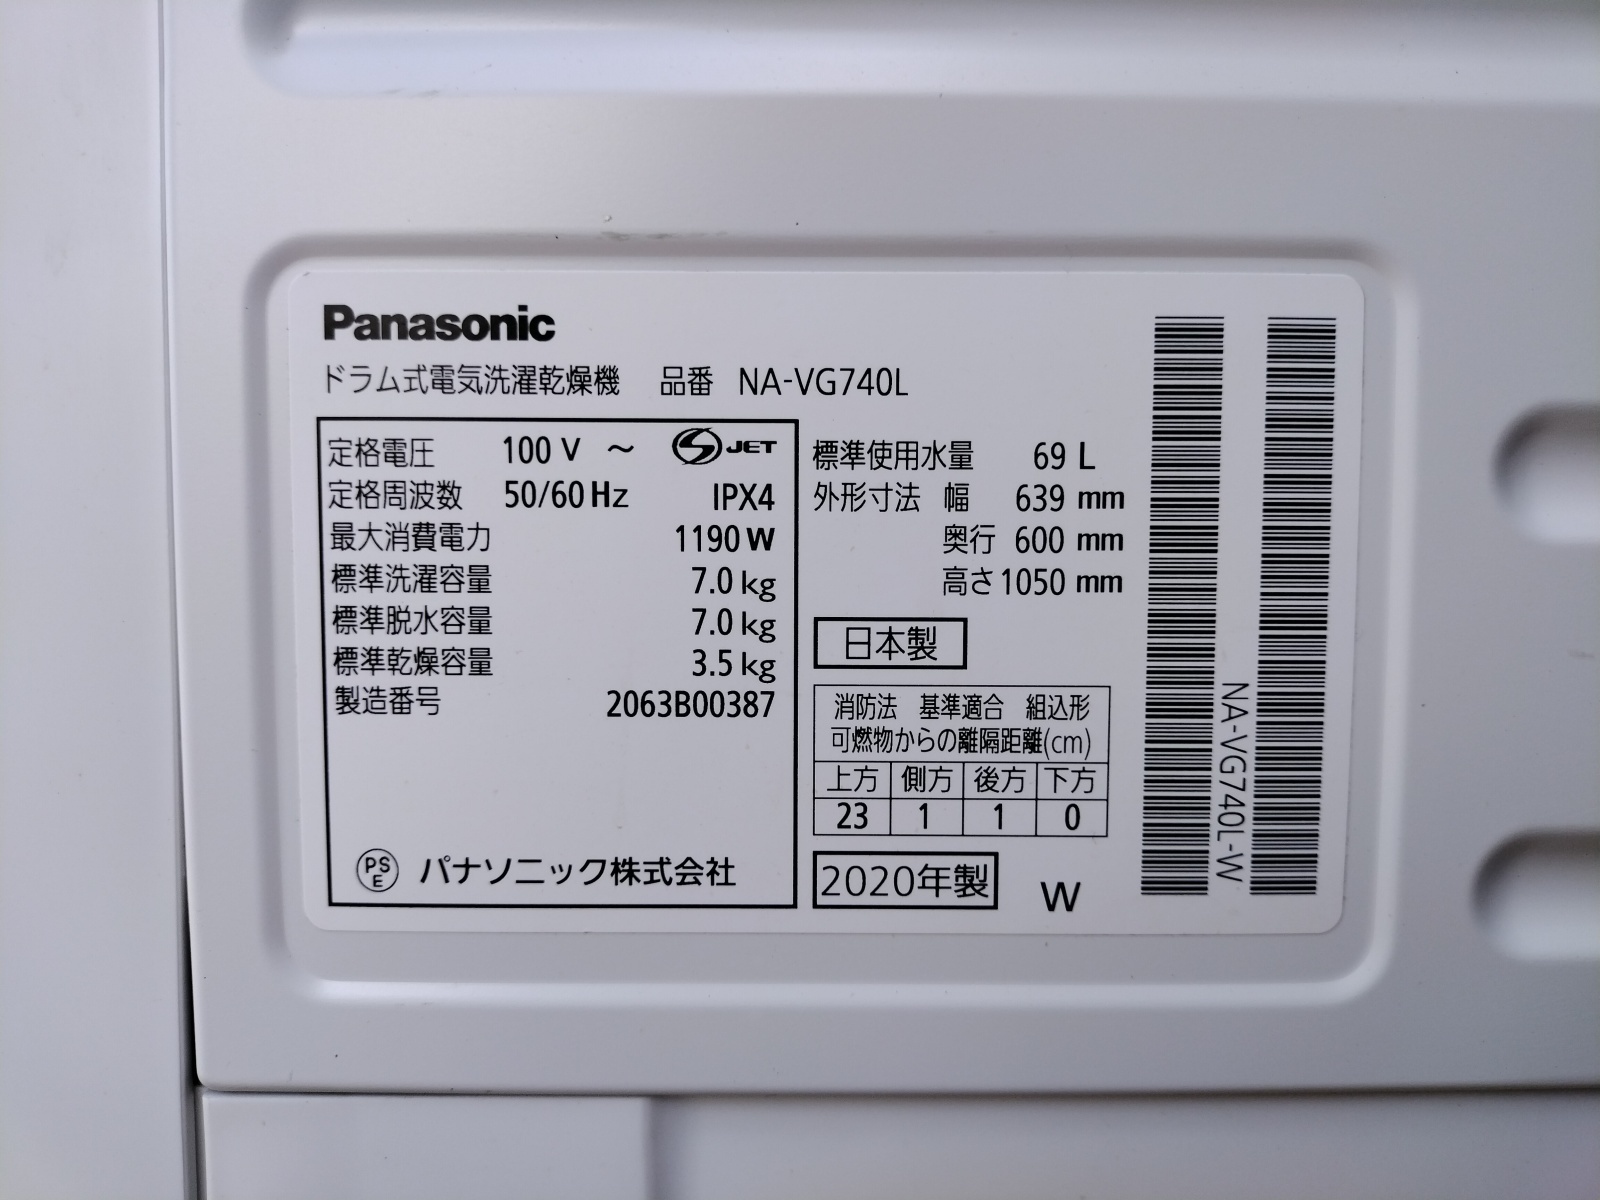 Panasonic
ドラム式電気洗濯乾燥機 品番 NA-VG740L
定格電圧 100 V ～ S JET
定格周波数 50/60 Hz IPX4
最大消費電力 1190 W
標準洗濯容量 7.0 kg
標準脱水容量 7.0 kg
標準乾燥容量 3.5 kg
製造番号 2063B00387
PS E パナソニック株式会社
標準使用水量 69 L
外形寸法 幅 639 mm
奥行 600 mm
高さ 1050 mm
日本製
消防法 基準適合 組込形
可燃物からの離隔距離(cm)
上方 側方 後方 下方
23 1 1 0
2020年製 W
NA-VG740L-W